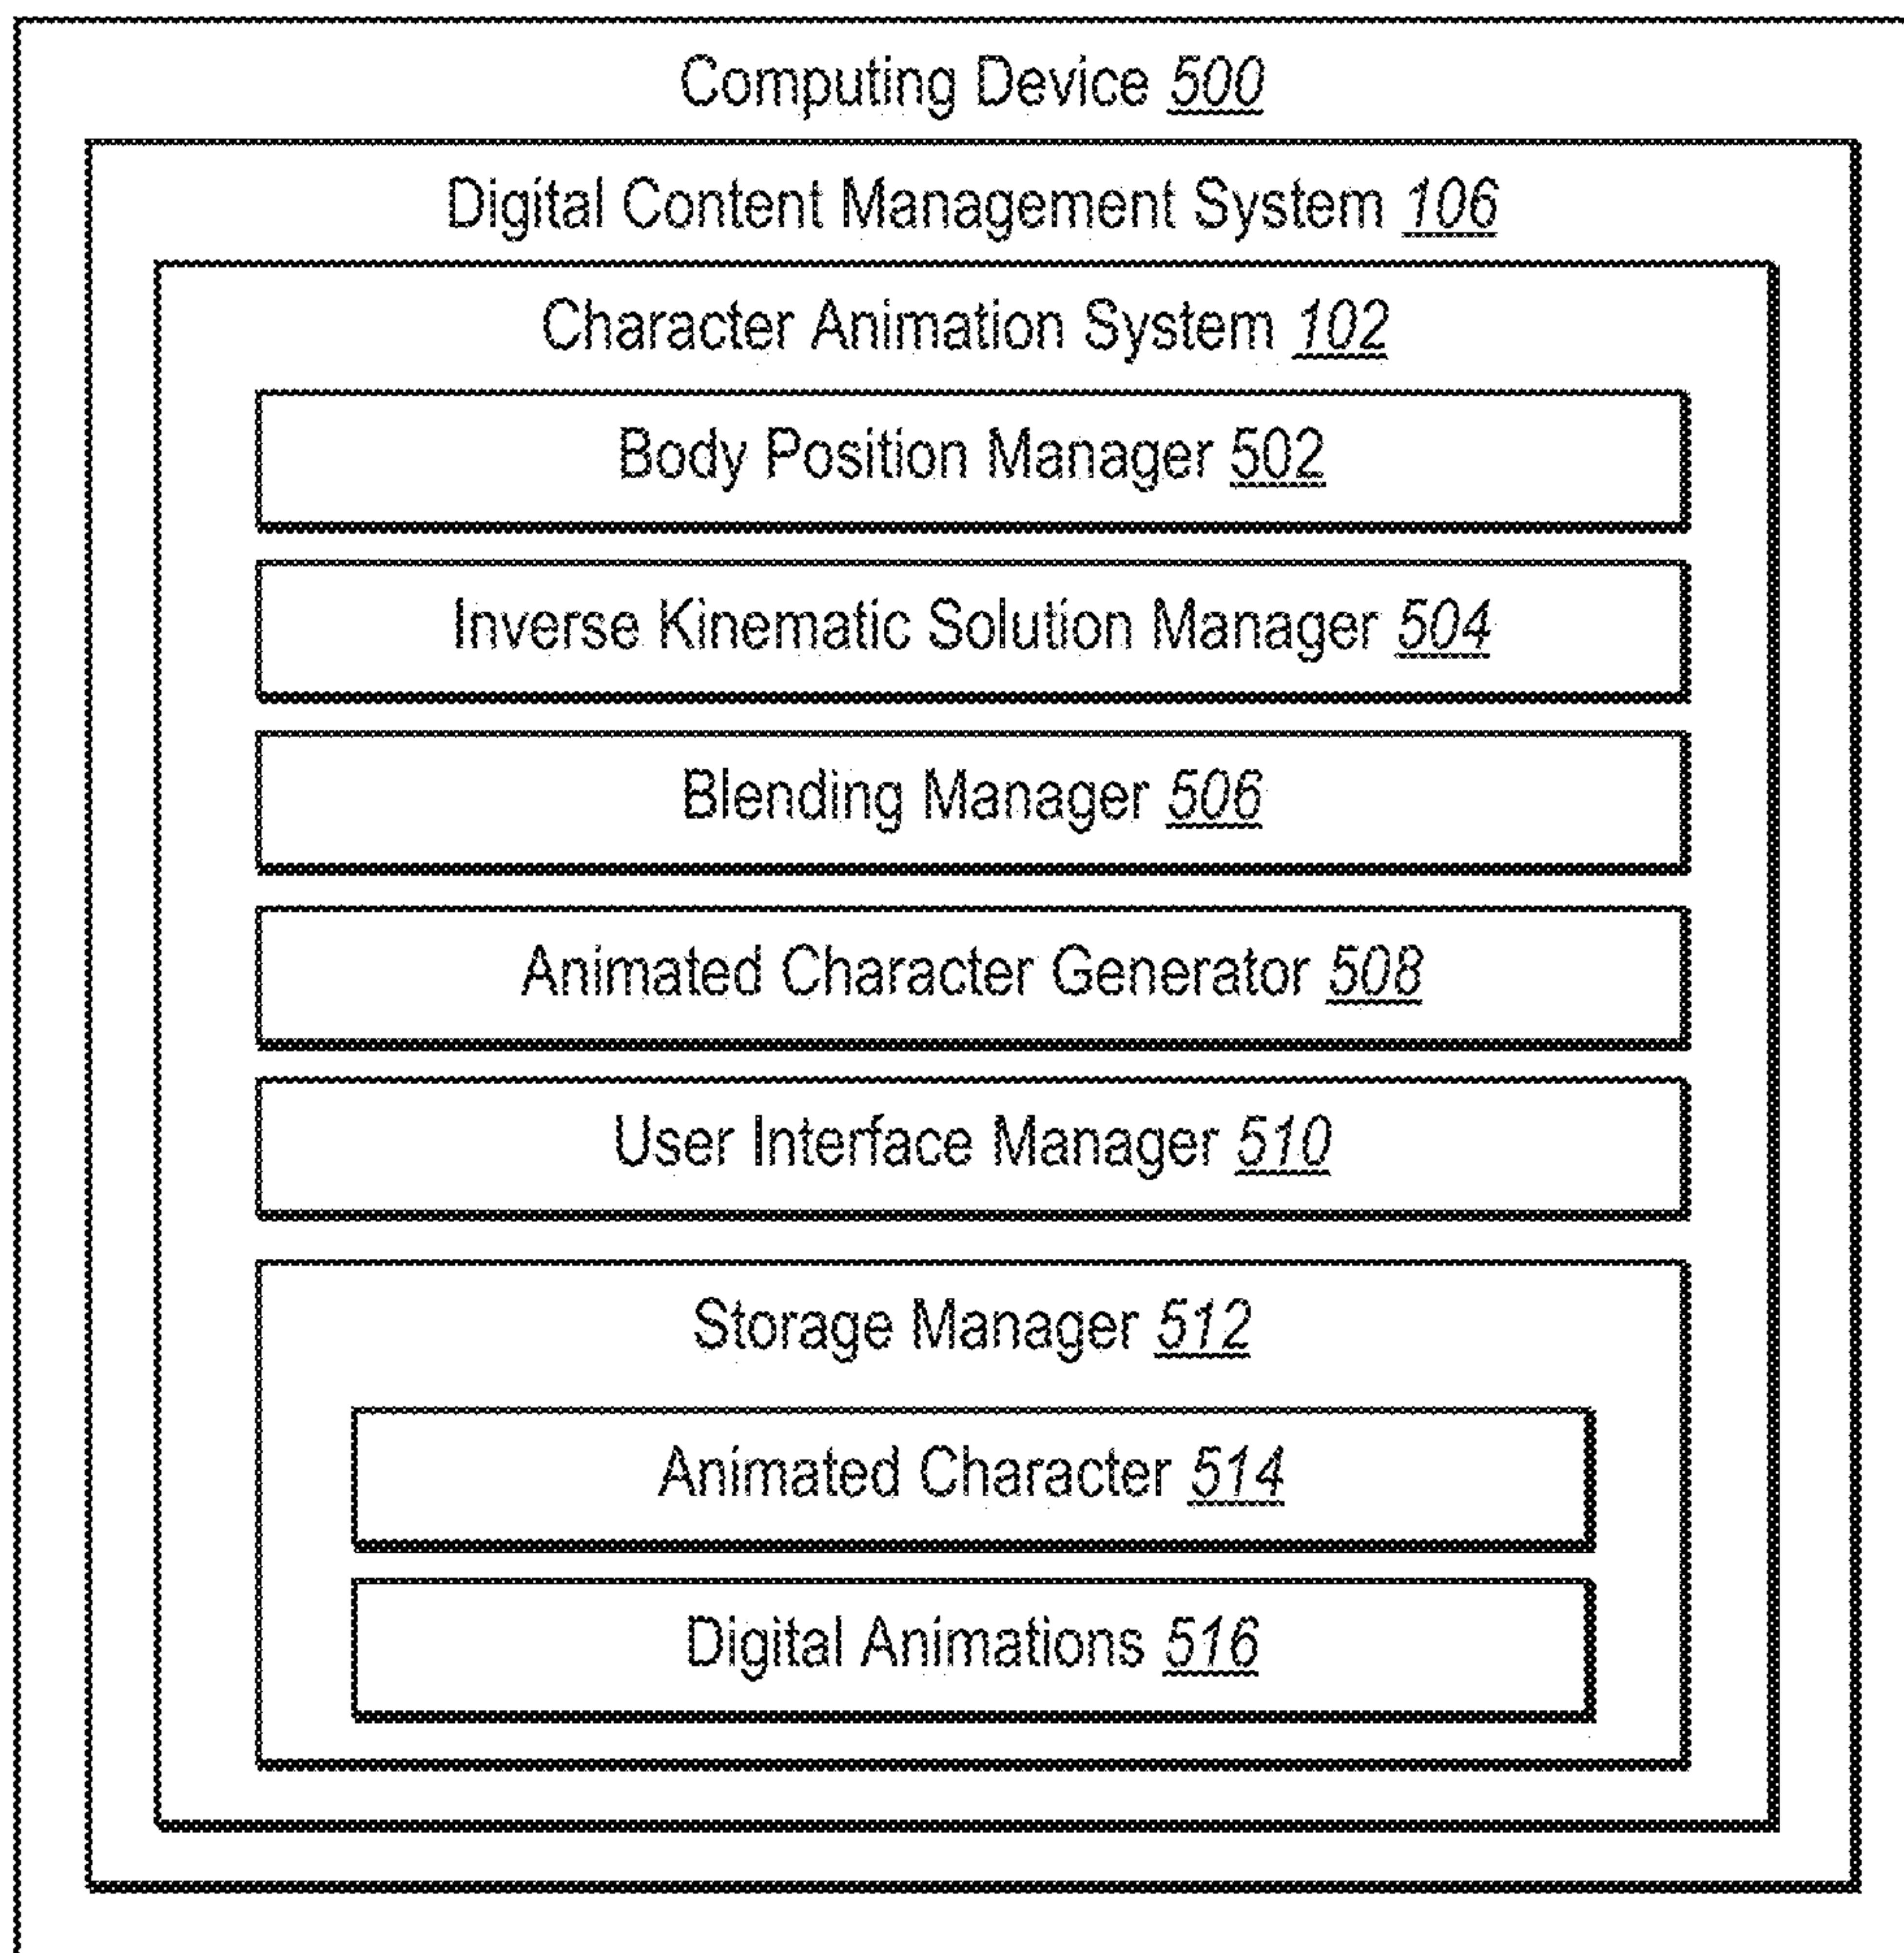 Computing Device 500
Digital Content Management System 106
Character Animation System 102
Body Position Manager 502
Inverse Kinematic Solution Manager 504
Blending Manager 506
Animated Character Generator 508
User Interface Manager 510
Storage Manager 512
Animated Character 514
Digital Animations 516